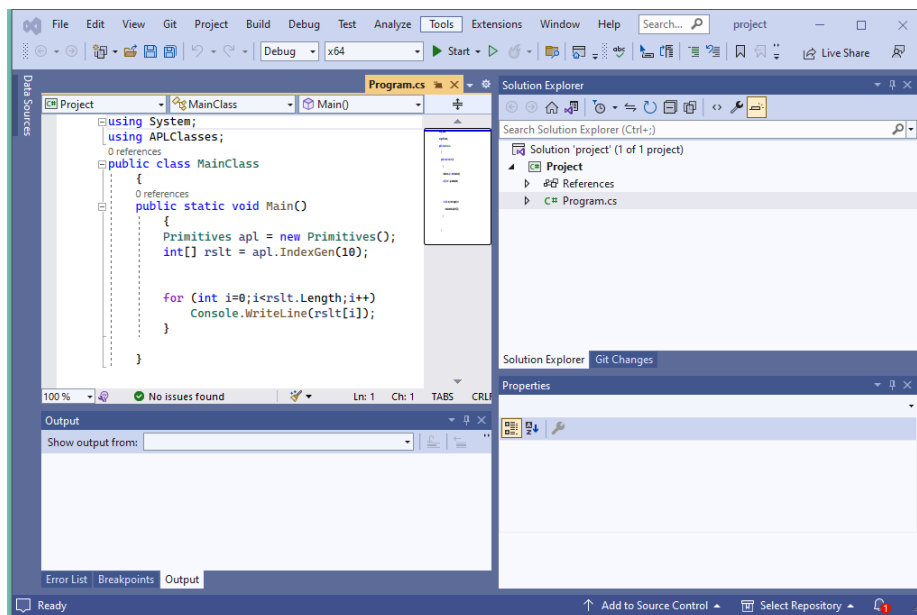 File Edit View Git Project Build Debug Test Analyze Tools Extensions Window Help Search... project
Debug x64 Start Live Share
Data Sources
Program.cs
Project MainClass Main()
using System;
using APLClasses;
0 references
public class MainClass
{
0 references
public static void Main()
{
Primitives apl = new Primitives();
int[] rslt = apl.IndexGen(10);
for (int i=0;i<rslt.Length;i++)
Console.WriteLine(rslt[i]);
}
}
100 % No issues found Ln: 1 Ch: 1 TABS CRLF
Output
Show output from:
Error List Breakpoints Output
Solution Explorer
Search Solution Explorer (Ctrl+;)
Solution 'project' (1 of 1 project)
C# Project
References
C# Program.cs
Solution Explorer Git Changes
Properties
Ready Add to Source Control Select Repository 1